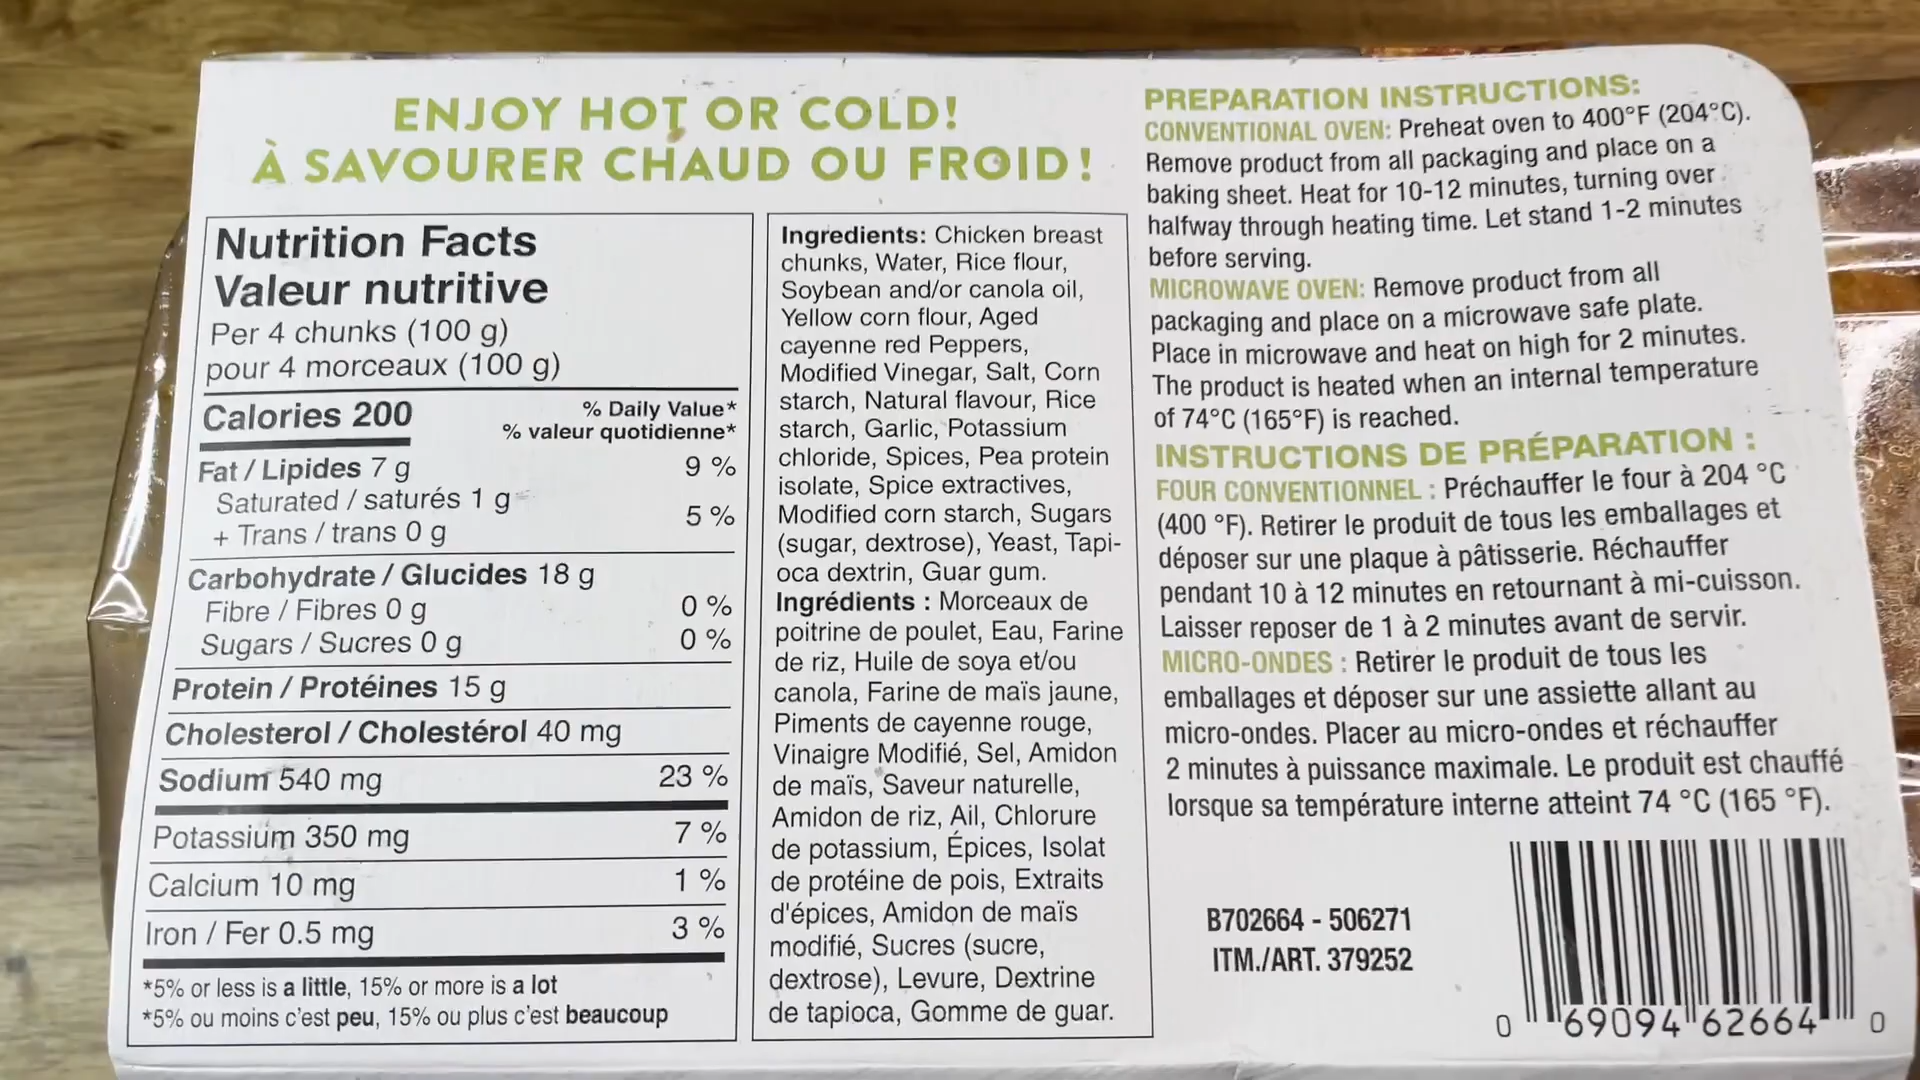 ENJOY HOT OR COLD!
À SAVOURER CHAUD OU FROID!
Nutrition Facts
Valeur nutritive
Per 4 chunks (100 g)
pour 4 morceaux (100 g)
Calories 200
% Daily Value*
% valeur quotidienne*
Fat / Lipides 7 g 9 %
Saturated / saturés 1 g
+ Trans / trans 0 g 5 %
Carbohydrate / Glucides 18 g
Fibre / Fibres 0 g 0 %
Sugars / Sucres 0 g 0 %
Protein / Protéines 15 g
Cholesterol / Cholestérol 40 mg
Sodium 540 mg 23 %
Potassium 350 mg 7 %
Calcium 10 mg 1 %
Iron / Fer 0.5 mg 3 %
*5% or less is a little, 15% or more is a lot
*5% ou moins c'est peu, 15% ou plus c'est beaucoup
Ingredients: Chicken breast
chunks, Water, Rice flour,
Soybean and/or canola oil,
Yellow corn flour, Aged
cayenne red Peppers,
Modified Vinegar, Salt, Corn
starch, Natural flavour, Rice
starch, Garlic, Potassium
chloride, Spices, Pea protein
isolate, Spice extractives,
Modified corn starch, Sugars
(sugar, dextrose), Yeast, Tapi-
oca dextrin, Guar gum.
Ingrédients : Morceaux de
poitrine de poulet, Eau, Farine
de riz, Huile de soya et/ou
canola, Farine de maïs jaune,
Piments de cayenne rouge,
Vinaigre Modifié, Sel, Amidon
de maïs, Saveur naturelle,
Amidon de riz, Ail, Chlorure
de potassium, Épices, Isolat
de protéine de pois, Extraits
d'épices, Amidon de maïs
modifié, Sucres (sucre,
dextrose), Levure, Dextrine
de tapioca, Gomme de guar.
PREPARATION INSTRUCTIONS:
CONVENTIONAL OVEN: Preheat oven to 400°F (204°C).
Remove product from all packaging and place on a
baking sheet. Heat for 10-12 minutes, turning over
halfway through heating time. Let stand 1-2 minutes
before serving.
MICROWAVE OVEN: Remove product from all
packaging and place on a microwave safe plate.
Place in microwave and heat on high for 2 minutes.
The product is heated when an internal temperature
of 74°C (165°F) is reached.
INSTRUCTIONS DE PRÉPARATION :
FOUR CONVENTIONNEL : Préchauffer le four à 204 °C
(400 °F). Retirer le produit de tous les emballages et
déposer sur une plaque à pâtisserie. Réchauffer
pendant 10 à 12 minutes en retournant à mi-cuisson.
Laisser reposer de 1 à 2 minutes avant de servir.
MICRO-ONDES : Retirer le produit de tous les
emballages et déposer sur une assiette allant au
micro-ondes. Placer au micro-ondes et réchauffer
2 minutes à puissance maximale. Le produit est chauffé
lorsque sa température interne atteint 74 °C (165 °F).
B702664 - 506271
ITM./ART. 379252
0 69094 62664 0